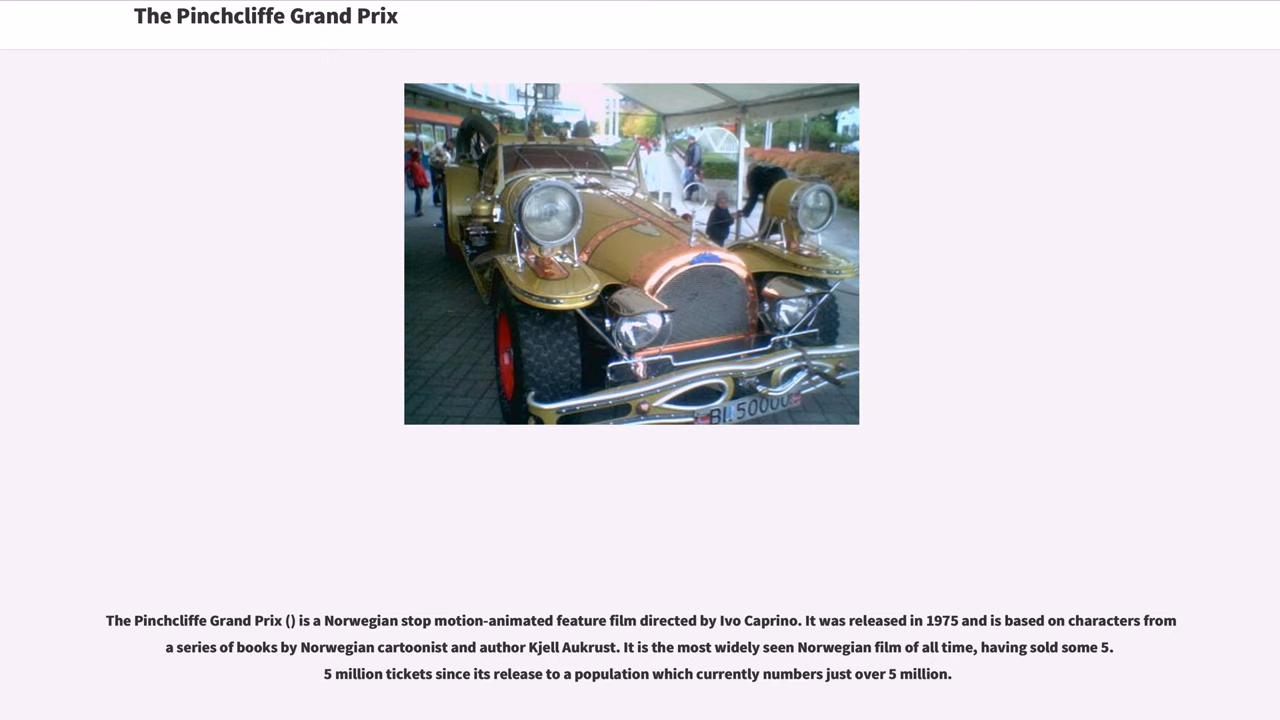 The Pinchcliffe Grand Prix
BL 50000
The Pinchcliffe Grand Prix () is a Norwegian stop motion-animated feature film directed by Ivo Caprino. It was released in 1975 and is based on characters from
a series of books by Norwegian cartoonist and author Kjell Aukrust. It is the most widely seen Norwegian film of all time, having sold some 5.
5 million tickets since its release to a population which currently numbers just over 5 million.